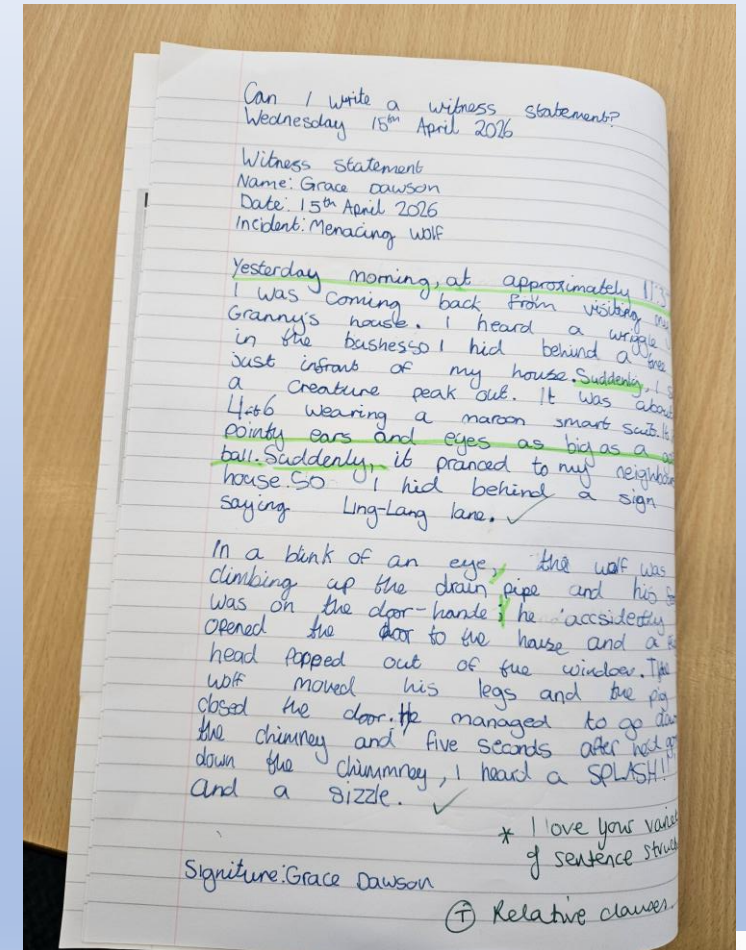 Can I write a witness statement?
Wednesday 15th April 2026
Witness Statement
Name: Grace Dawson
Date: 15th April 2026
Incident: Menacing Wolf
Yesterday morning, at approximately
I was coming back from visiting
Granny's house. I heard a wriggle
in the bushes so I hid behind a tree
just infront of my house. Suddenly, I
a creature peak out. It was about
4ft6 wearing a maroon smart suit. It
pointy ears and eyes as big as a
ball. Suddenly, it pranced to my neighbour
house. So I hid behind a sign
saying Ling-Lang lane.
In a blink of an eye, the wolf was
climbing up the drain pipe and his
was on the door-hande ; he accsidently
opened the door to the house and a
head popped out of the window. The
wolf moved his legs and the pig
closed the door. He managed to go down
the chimney and five seconds after he'd
down the chimmney, I heard a SPLASH!
and a sizzle.
* I love your
of sentence
Signiture: Grace Dawson
T Relative clauses